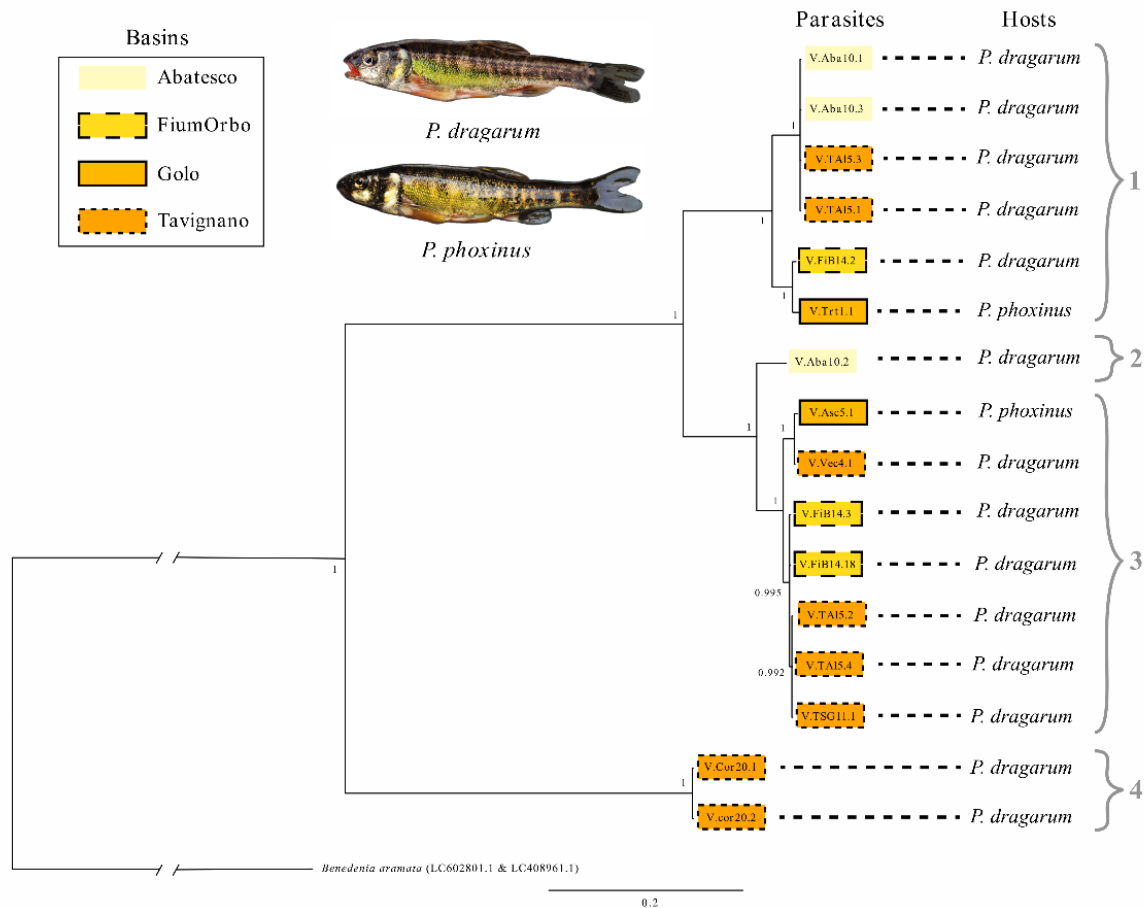 Basins
Abatesco
FiumOrbo
Golo
Tavignano
P. dragarum
P. phoxinus
Parasites Hosts
V.Aba10.1 P. dragarum
V.Aba10.3 P. dragarum
V.TAl5.3 P. dragarum
V.TAl5.1 P. dragarum
V.FiB14.2 P. dragarum
V.Trt1.1 P. phoxinus
V.Aba10.2 P. dragarum
V.Asc5.1 P. phoxinus
V.Vec4.1 P. dragarum
V.FiB14.3 P. dragarum
V.FiB14.18 P. dragarum
V.TAl5.2 P. dragarum
V.TAl5.4 P. dragarum
V.TSG11.1 P. dragarum
V.Cor20.1 P. dragarum
V.cor20.2 P. dragarum
1
2
3
4
1
1
1
1
1
1
1
0.995
0.992
1
1
Benedenia aramata (LC602801.1 & LC408961.1)
0.2